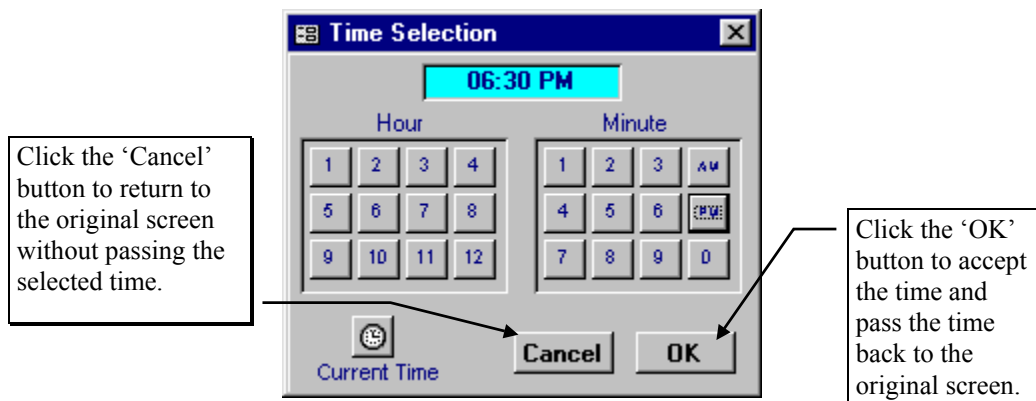 Time Selection
06:30 PM
Hour
Minute
1 2 3 4
5 6 7 8
9 10 11 12
1 2 3 AM
4 5 6 PM
7 8 9 0
Current Time
Cancel
OK
Click the ‘Cancel’
button to return to
the original screen
without passing the
selected time.
Click the ‘OK’
button to accept
the time and
pass the time
back to the
original screen.